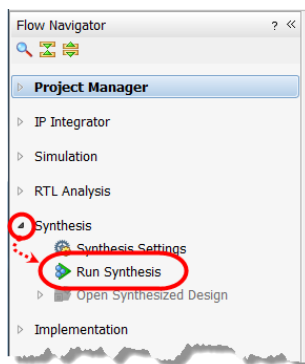 Flow Navigator ? «
Project Manager
IP Integrator
Simulation
RTL Analysis
Synthesis
Synthesis Settings
Run Synthesis
Open Synthesized Design
Implementation